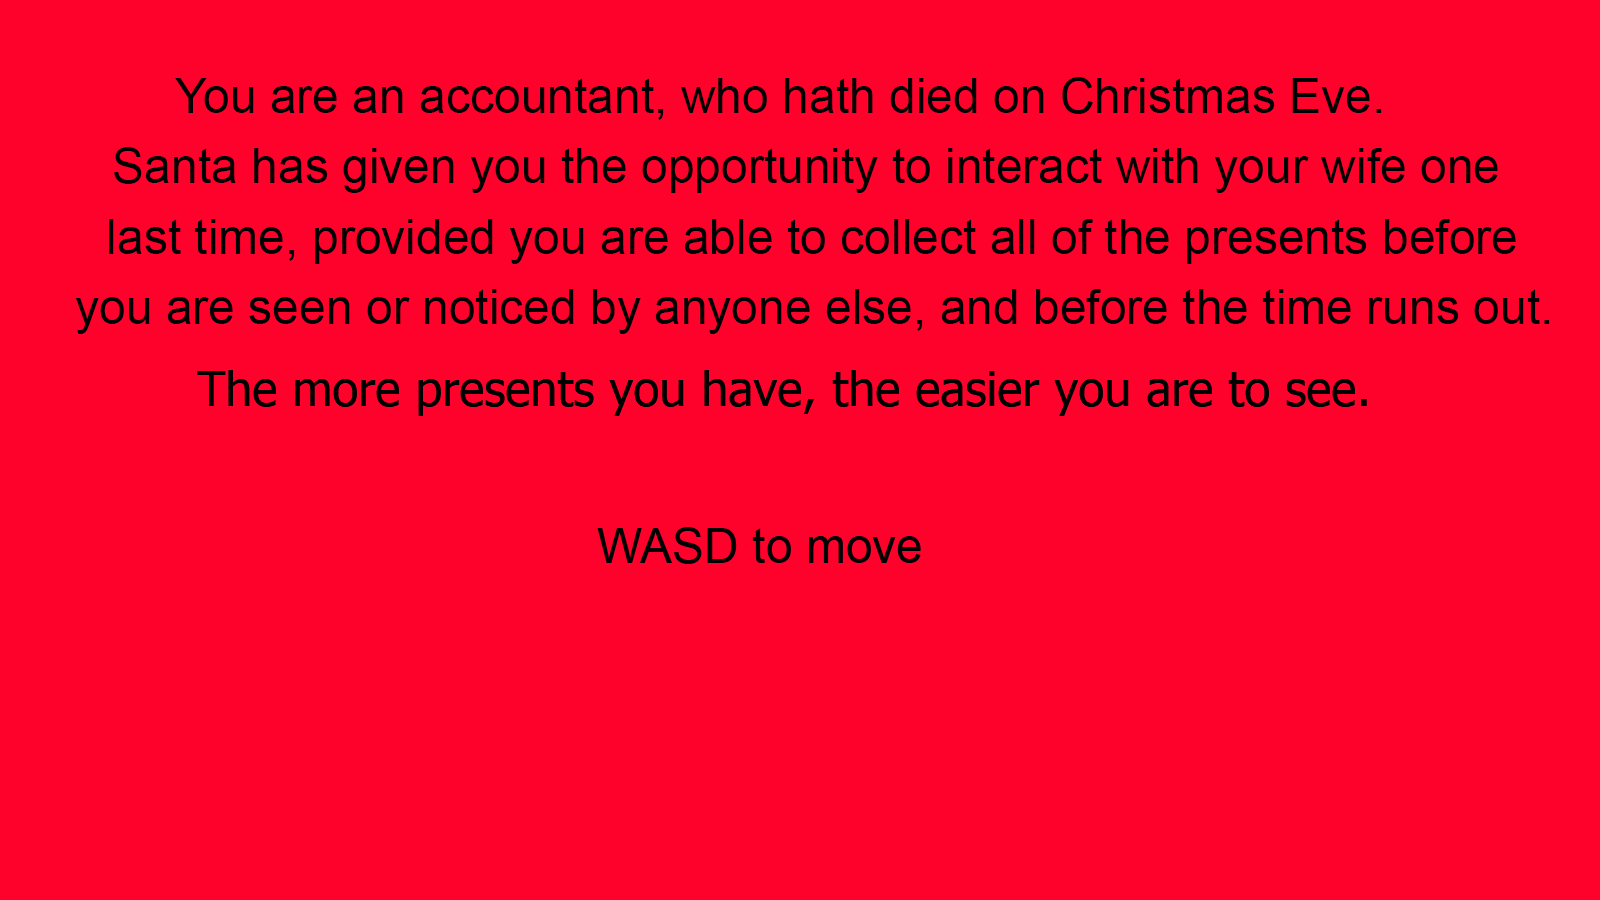 You are an accountant, who hath died on Christmas Eve.
Santa has given you the opportunity to interact with your wife one
last time, provided you are able to collect all of the presents before
you are seen or noticed by anyone else, and before the time runs out.
The more presents you have, the easier you are to see.
WASD to move